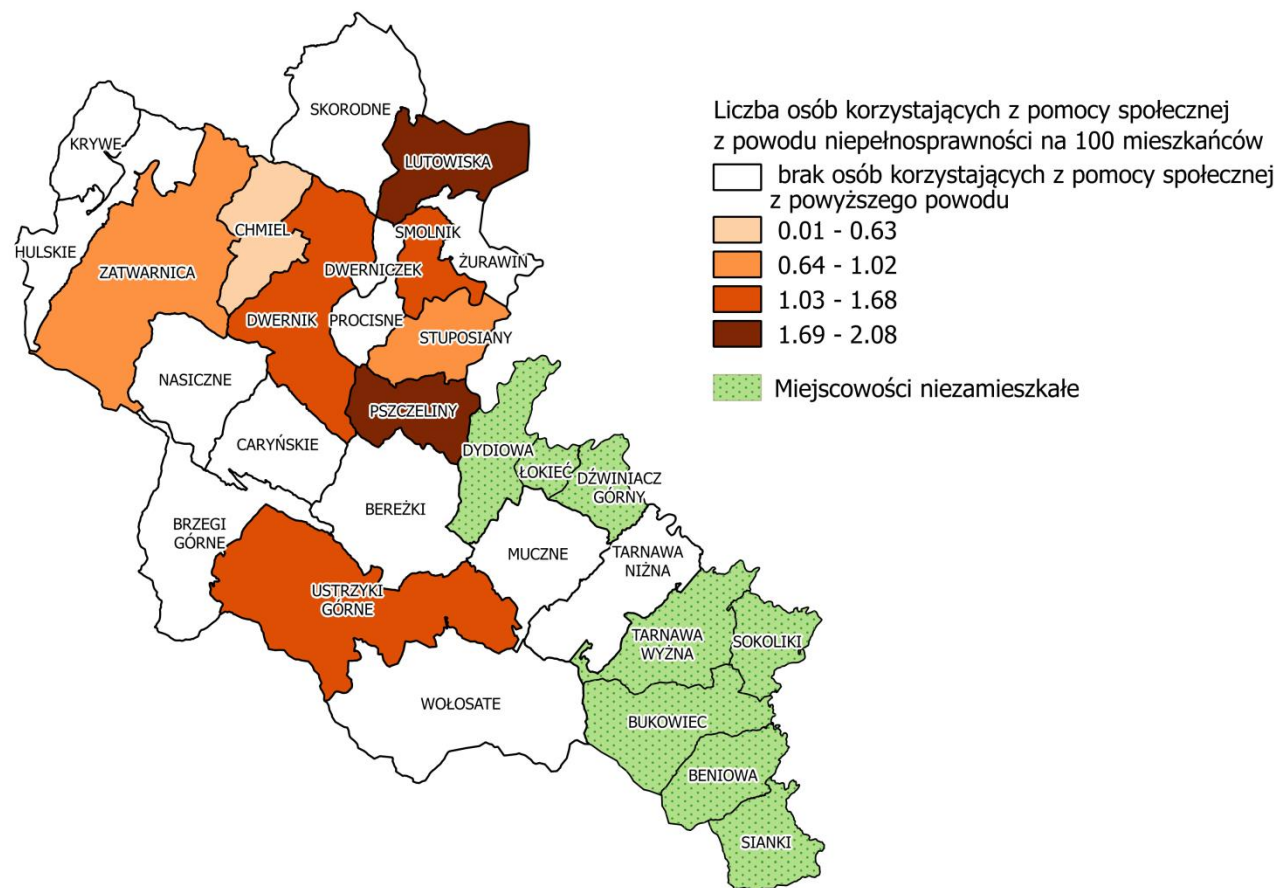 Liczba osób korzystających z pomocy społecznej
z powodu niepełnosprawności na 100 mieszkańców
brak osób korzystających z pomocy społecznej
z powyższego powodu
0.01 - 0.63
0.64 - 1.02
1.03 - 1.68
1.69 - 2.08
Miejscowości niezamieszkałe
SKORODNE
KRYWE
LUTOWISKA
CHMIEL
SMOLNIK
HULSKIE
ZATWARNICA
DWERNICZEK
ŻURAWIN
DWERNIK
PROCISNE
STUPOSIANY
NASICZNE
PSZCZELINY
CARYŃSKIE
DYDIOWA
ŁOKIEĆ
DŹWINIACZ
GÓRNY
BEREŻKI
BRZEGI
GÓRNE
MUCZNE
TARNAWA
NIŻNA
USTRZYKI
GÓRNE
TARNAWA
WYŻNA
SOKOLIKI
WOŁOSATE
BUKOWIEC
BENIOWA
SIANKI